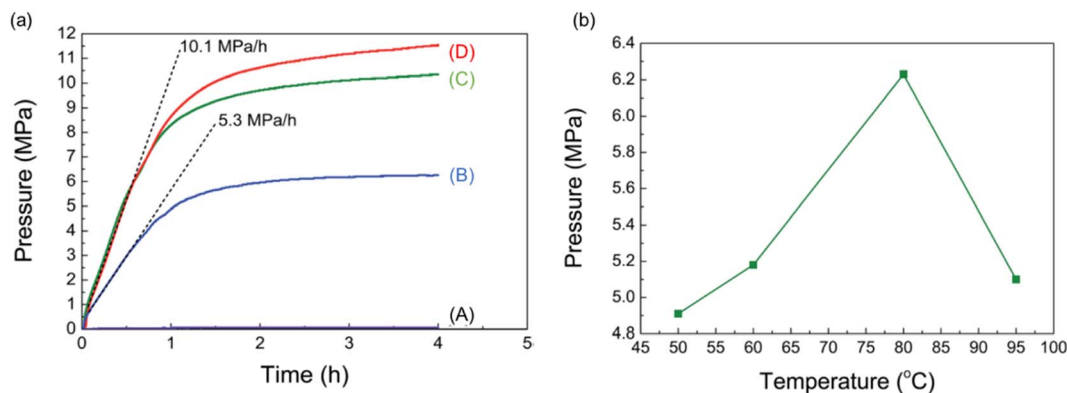 (a)
Pressure (MPa)
12
11
10
9
8
7
6
5
4
3
2
1
0
10.1 MPa/h
5.3 MPa/h
(D)
(C)
(B)
(A)
0 1 2 3 4 5
Time (h)
(b)
Pressure (MPa)
6.4
6.2
6.0
5.8
5.6
5.4
5.2
5.0
4.8
45 50 55 60 65 70 75 80 85 90 95 100
Temperature (°C)